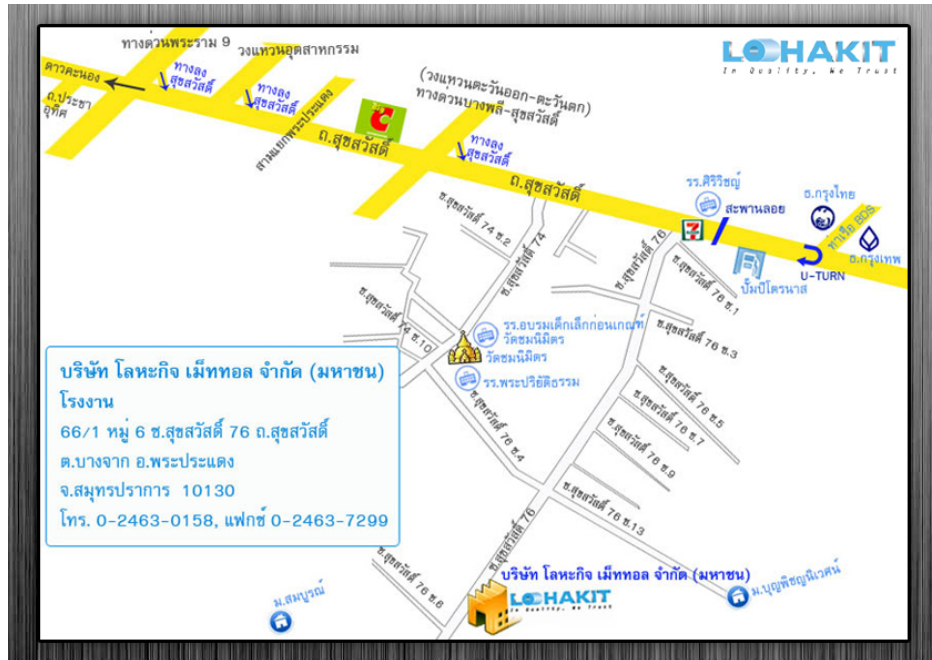 ทางด่วนพระราม 9
วงแหวนอุตสาหกรรม
LOHAKIT
In Quality, We Trust
ดาวคะนอง
ทางลง
สุขสวัสดิ์
ถ.ประชา
อุทิศ
ทางลง
สุขสวัสดิ์
สามแยกพระประแดง
C
ถ.สุขสวัสดิ์
(วงแหวนตะวันออก-ตะวันตก)
ทางด่วนบางพลี-สุขสวัสดิ์
ทางลง
สุขสวัสดิ์
ถ.สุขสวัสดิ์
รร.ศิริวิชญ์
สะพานลอย
ธ.กรุงไทย
ท่าเรือ BDS
ธ.กรุงเทพ
U-TURN
ปั๊มปิโตรนาส
7
ซ.สุขสวัสดิ์ 74 ซ.2
ซ.สุขสวัสดิ์ 74
ซ.สุขสวัสดิ์ 76
ซ.สุขสวัสดิ์ 76 ซ.1
ซ.สุขสวัสดิ์ 74 ซ.10
รร.อบรมเด็กเล็กก่อนเกณฑ์
วัดชมนิมิตร
วัดชมนิมิตร
รร.พระปริยัติธรรม
ซ.สุขสวัสดิ์ 76 ซ.3
ซ.สุขสวัสดิ์ 76 ซ.5
ซ.สุขสวัสดิ์ 76 ซ.7
ซ.สุขสวัสดิ์ 76 ซ.9
ซ.สุขสวัสดิ์ 76 ซ.4
ซ.สุขสวัสดิ์ 76 ซ.13
ซ.สุขสวัสดิ์ 76
ซ.สุขสวัสดิ์ 76 ซ.6
บริษัท โลหะกิจ เม็ททอล จำกัด (มหาชน)
โรงงาน
66/1 หมู่ 6 ซ.สุขสวัสดิ์ 76 ถ.สุขสวัสดิ์
ต.บางจาก อ.พระประแดง
จ.สมุทรปราการ 10130
โทร. 0-2463-0158, แฟกซ์ 0-2463-7299
บริษัท โลหะกิจ เม็ททอล จำกัด (มหาชน)
LOHAKIT
In Quality, We Trust
ม.สมบูรณ์
ม.บุญพิชญนิเวศน์